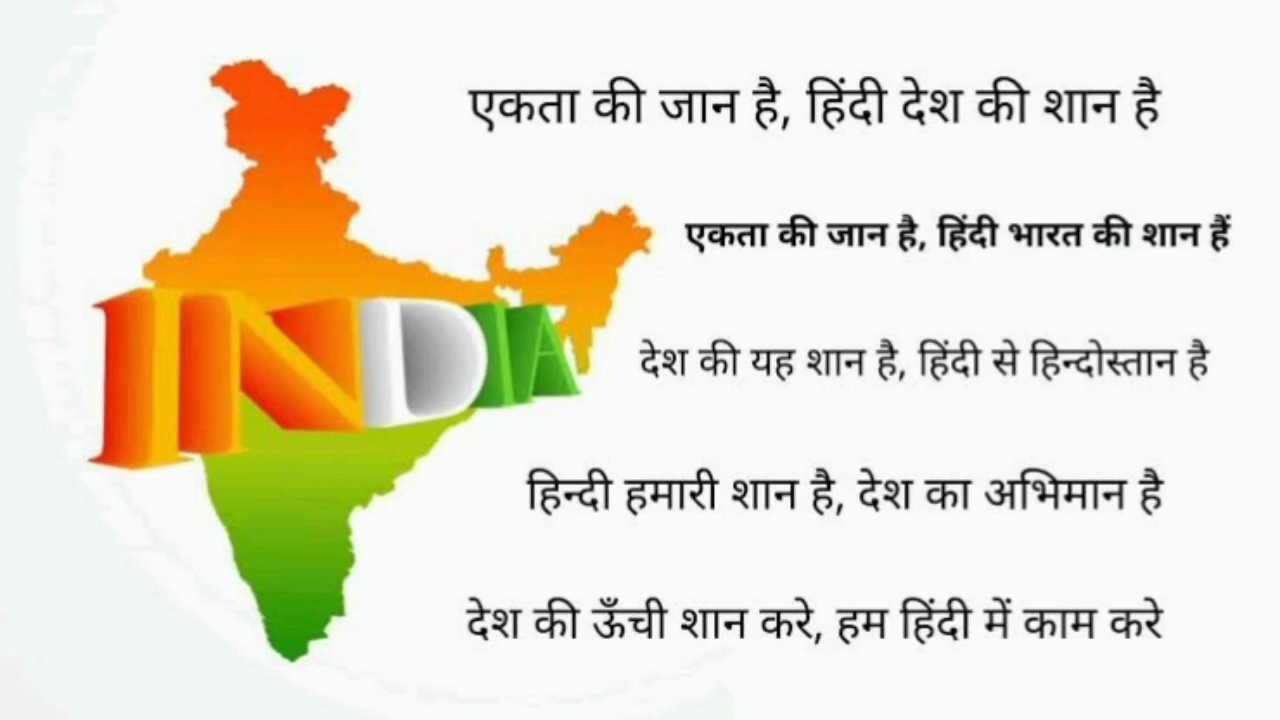 एकता की जान है, हिंदी देश की शान है
एकता की जान है, हिंदी भारत की शान हैं
देश की यह शान है, हिंदी से हिन्दोस्तान है
INDIA
हिन्दी हमारी शान है, देश का अभिमान है
देश की ऊँची शान करे, हम हिंदी में काम करे